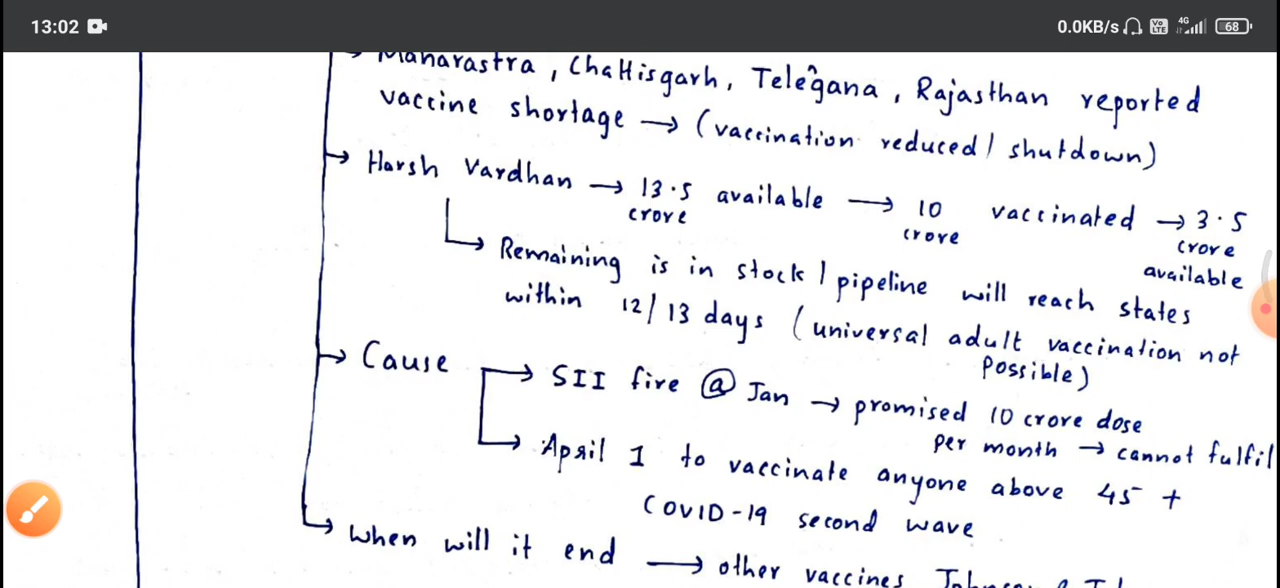 13:02
0.0KB/s Vo LTE 4G 68
Maharastra, Chattisgarh, Telegana, Rajasthan reported
vaccine shortage → (vaccination reduced / shutdown)
→ Harsh Vardhan → 13.5 crore available → 10 crore vaccinated → 3.5 crore available
→ Remaining is in stock / pipeline will reach states
within 12/13 days (universal adult vaccination not possible)
→ Cause → SII fire @ Jan → promised 10 crore dose
per month → cannot fulfil
→ April 1 to vaccinate anyone above 45 +
COVID-19 second wave
→ When will it end → other vaccines